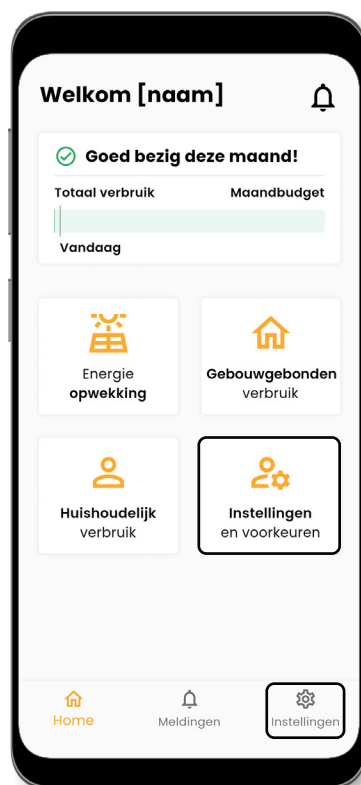 Welkom [naam]
Goed bezig deze maand!
Totaal verbruik Maandbudget
Vandaag
Energie
opwekking
Gebouwgebonden
verbruik
Huishoudelijk
verbruik
Instellingen
en voorkeuren
Home Meldingen Instellingen